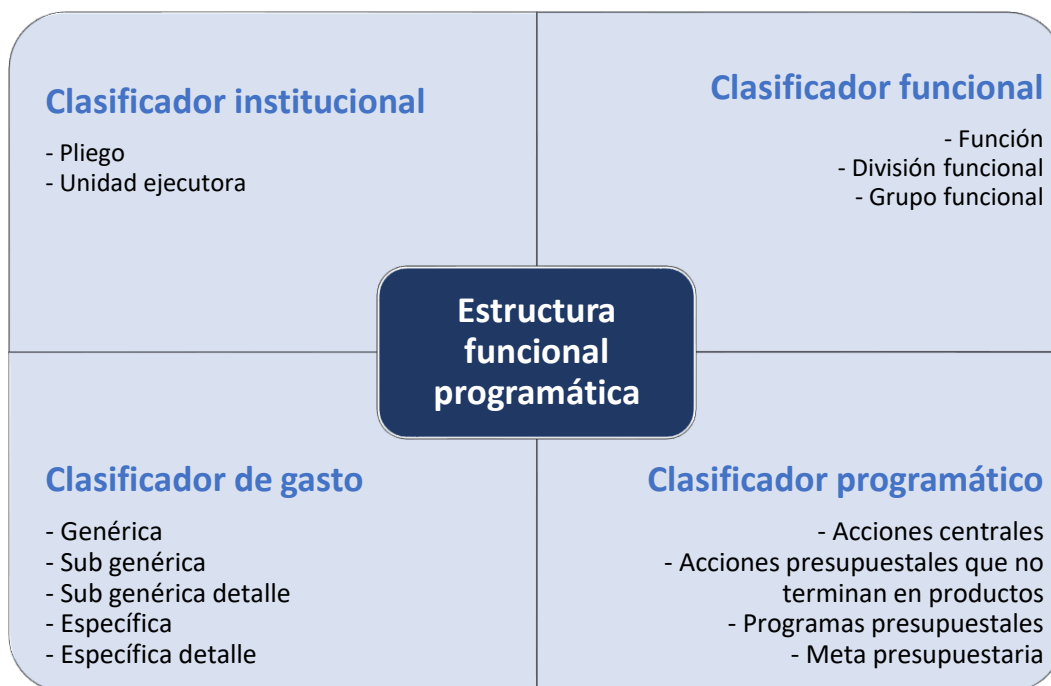 Clasificador institucional
- Pliego
- Unidad ejecutora
Clasificador funcional
- Función
- División funcional
- Grupo funcional
Estructura
funcional
programática
Clasificador de gasto
- Genérica
- Sub genérica
- Sub genérica detalle
- Específica
- Específica detalle
Clasificador programático
- Acciones centrales
- Acciones presupuestales que no
terminan en productos
- Programas presupuestales
- Meta presupuestaria